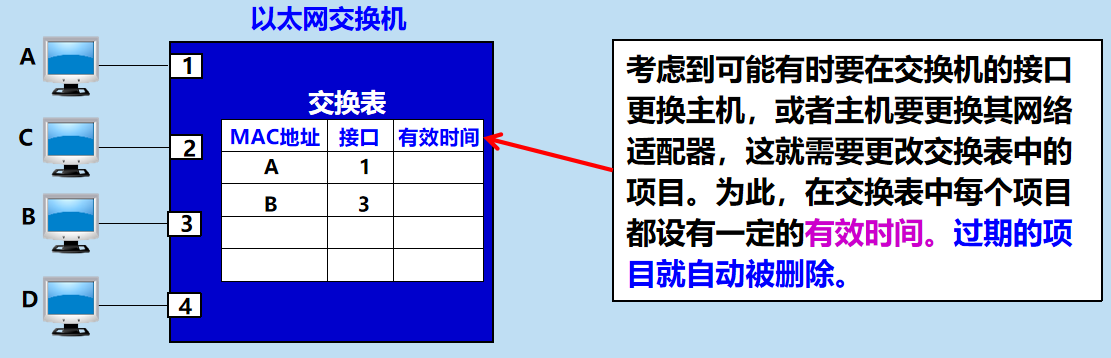 以太网交换机
A
1
交换表
MAC地址 接口 有效时间
A 1
B 3
C
2
B
3
D
4
考虑到可能有时要在交换机的接口
更换主机，或者主机要更换其网络
适配器，这就需要更改交换表中的
项目。为此，在交换表中每个项目
都设有一定的有效时间。过期的项
目就自动被删除。